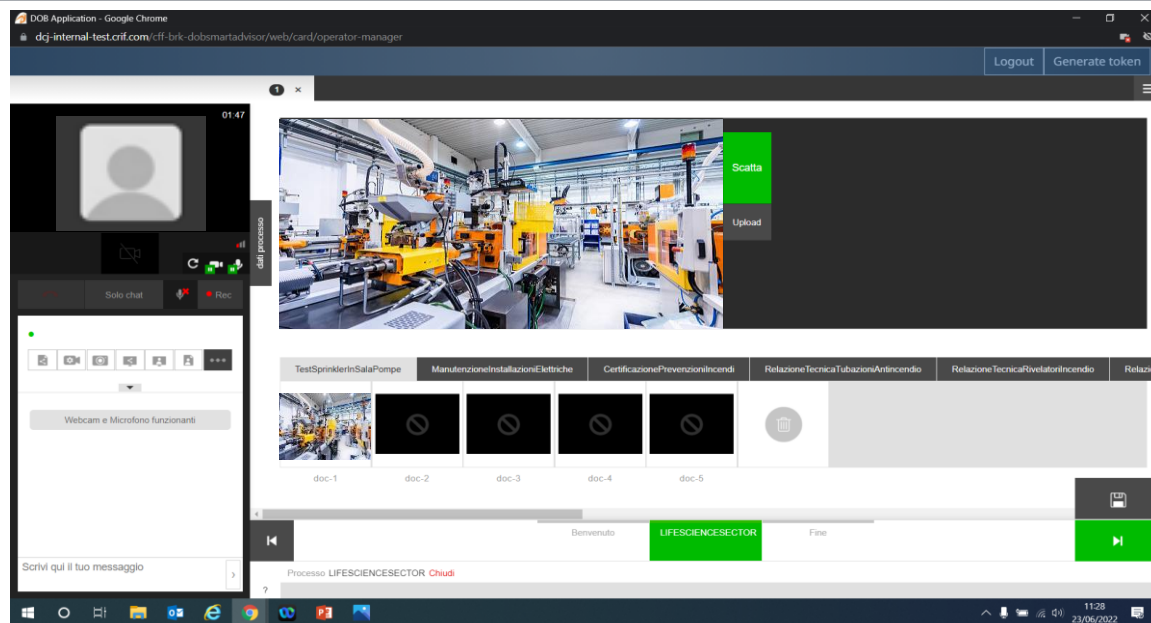 DOB Application - Google Chrome
dcj-internal-test.crif.com/cff-brk-dobsmartadvisor/web/card/operator-manager
Logout
Generate token
1 ×
01:47
Scatta
Upload
dati processo
Solo chat
Rec
TestSprinklerInSalaPompe
ManutenzioneInstallazioniElettriche
CertificazionePrevenzioniIncendi
RelazioneTecnicaTubazioniAntincendio
RelazioneTecnicaRivelatoriIncendio
Relazi
Webcam e Microfono funzionanti
doc-1
doc-2
doc-3
doc-4
doc-5
Benvenuto
LIFESCIENCESECTOR
Fine
Scrivi qui il tuo messaggio
Processo LIFESCIENCESECTOR Chiudi
?
11:28
23/06/2022